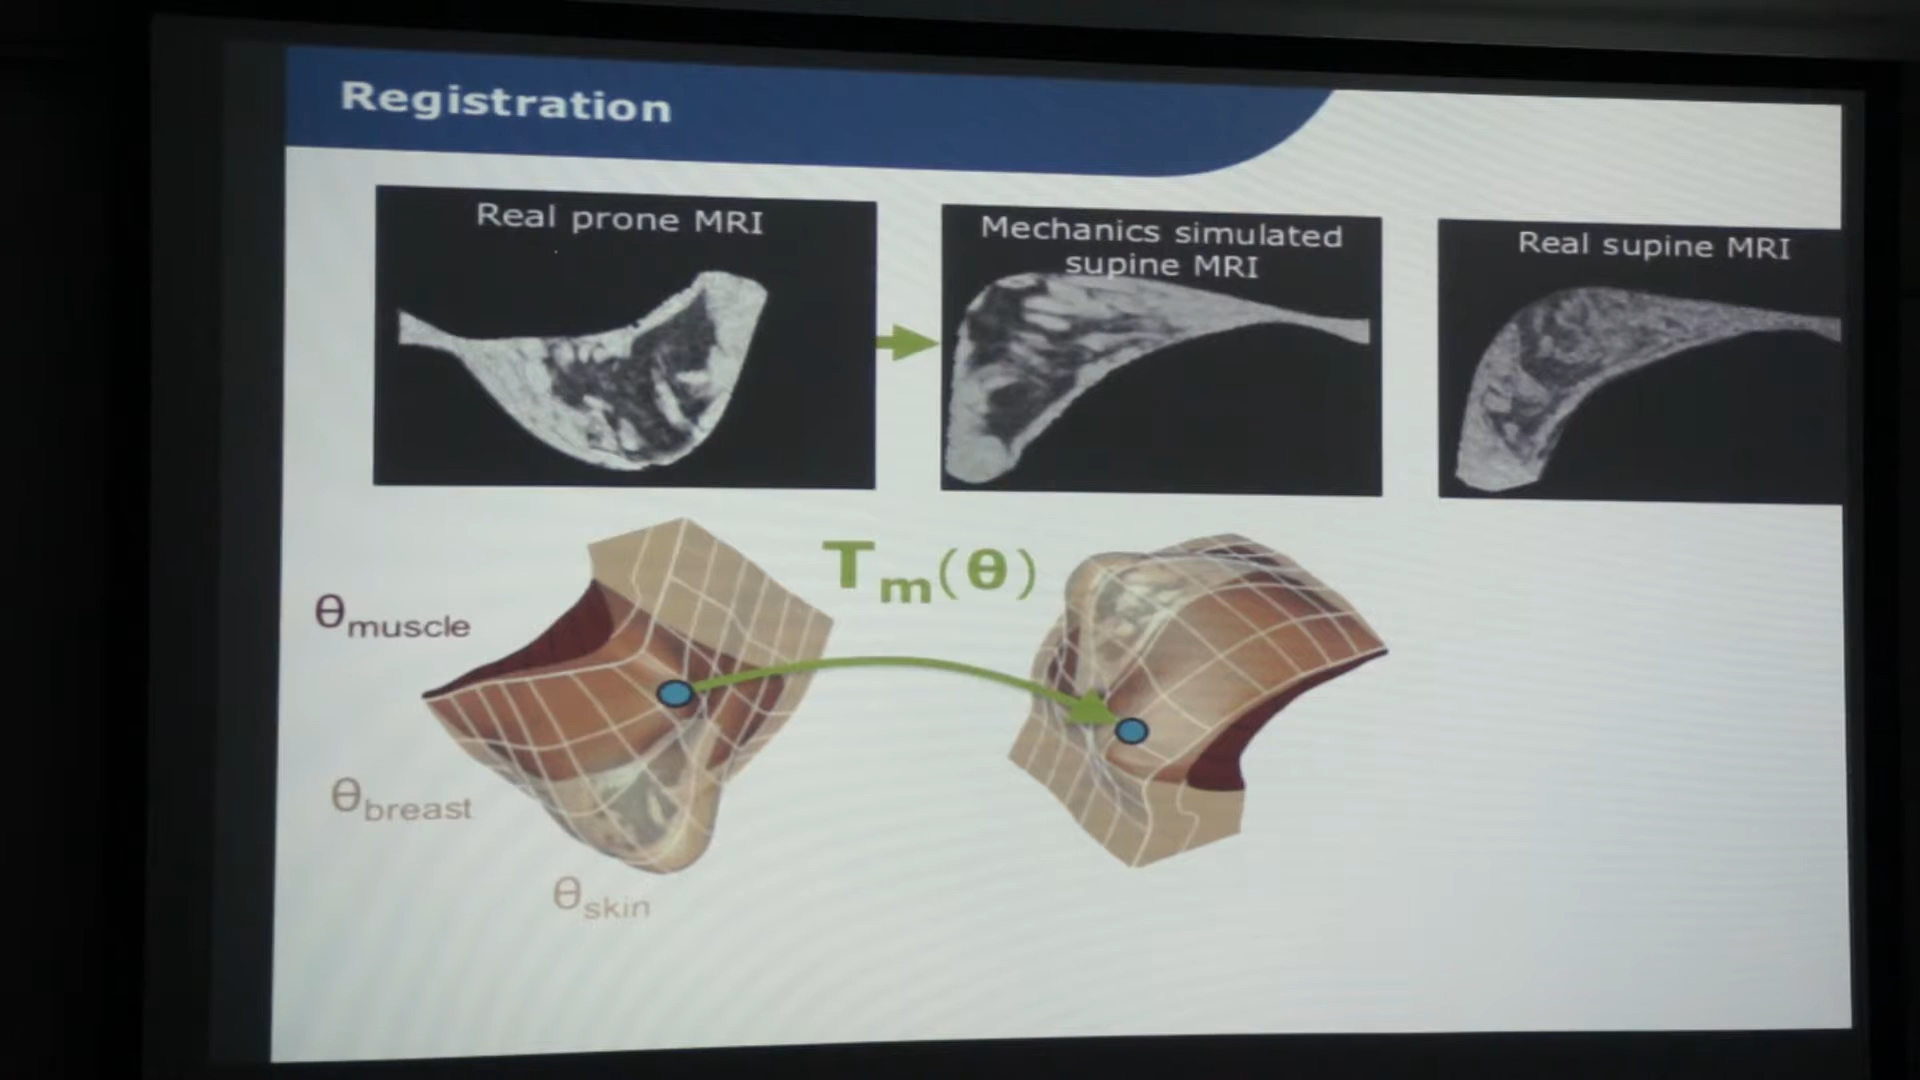 Registration
Real prone MRI
Mechanics simulated
supine MRI
Real supine MRI
Tm(θ)
θmuscle
θbreast
θskin